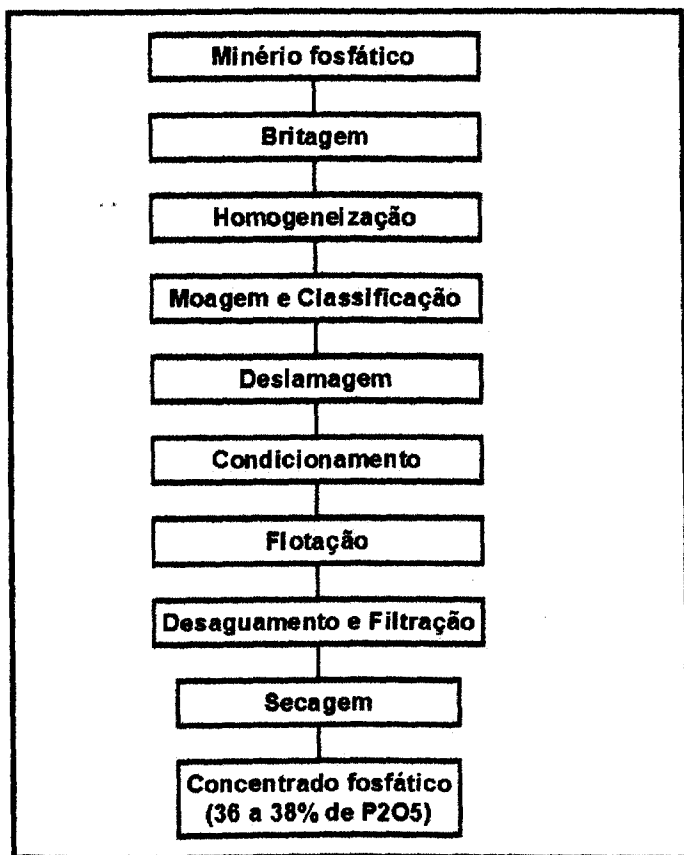 Minério fosfático
Britagem
Homogeneização
Moagem e Classificação
Deslamagem
Condicionamento
Flotação
Desaguamento e Filtração
Secagem
Concentrado fosfático
(36 a 38% de P2O5)